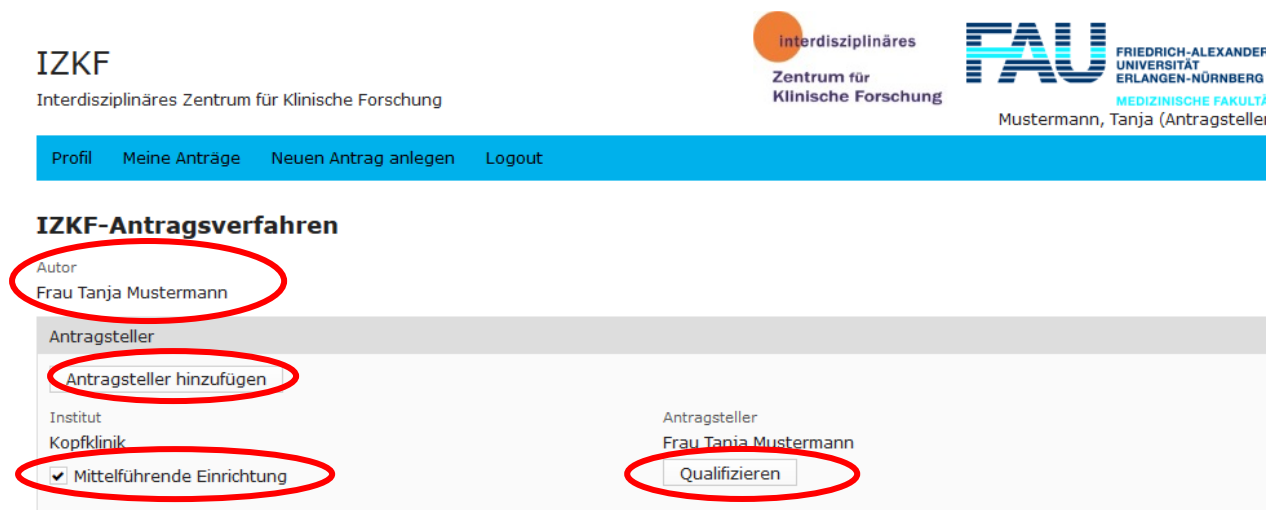 IZKF
Interdisziplinäres Zentrum für Klinische Forschung
interdisziplinäres
Zentrum für
Klinische Forschung
FAU
FRIEDRICH-ALEXANDER
UNIVERSITÄT
ERLANGEN-NÜRNBERG
MEDIZINISCHE FAKULTÄ
Mustermann, Tanja (Antragsteller
Profil Meine Anträge Neuen Antrag anlegen Logout
IZKF-Antragsverfahren
Autor
Frau Tanja Mustermann
Antragsteller
Antragsteller hinzufügen
Institut Antragsteller
Kopfklinik Frau Tanja Mustermann
Mittelführende Einrichtung Qualifizieren